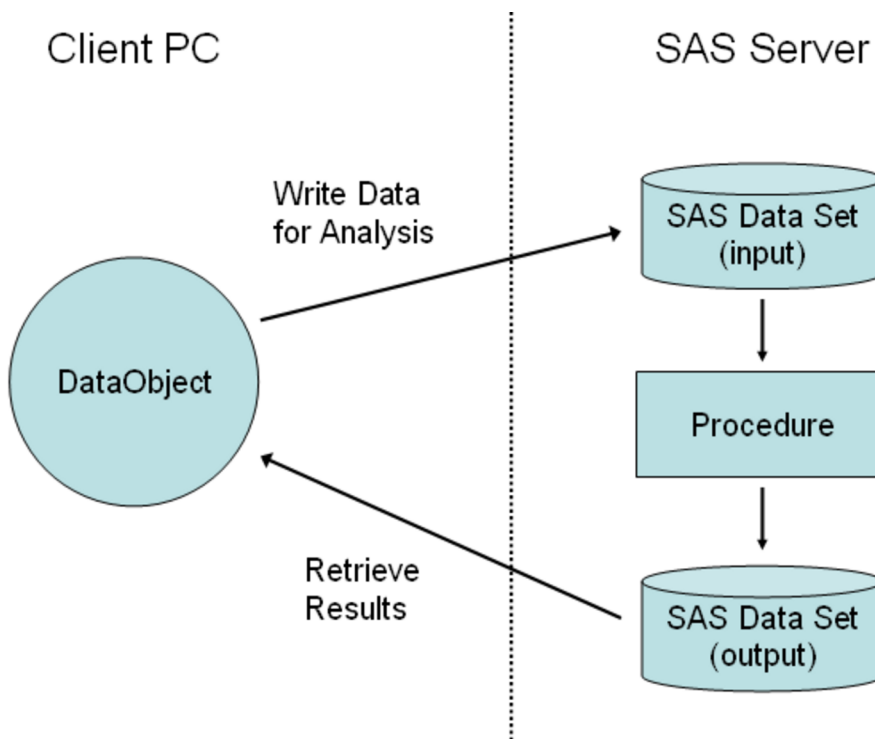 Client PC
SAS Server
Write Data
for Analysis
SAS Data Set
(input)
DataObject
Procedure
Retrieve
Results
SAS Data Set
(output)